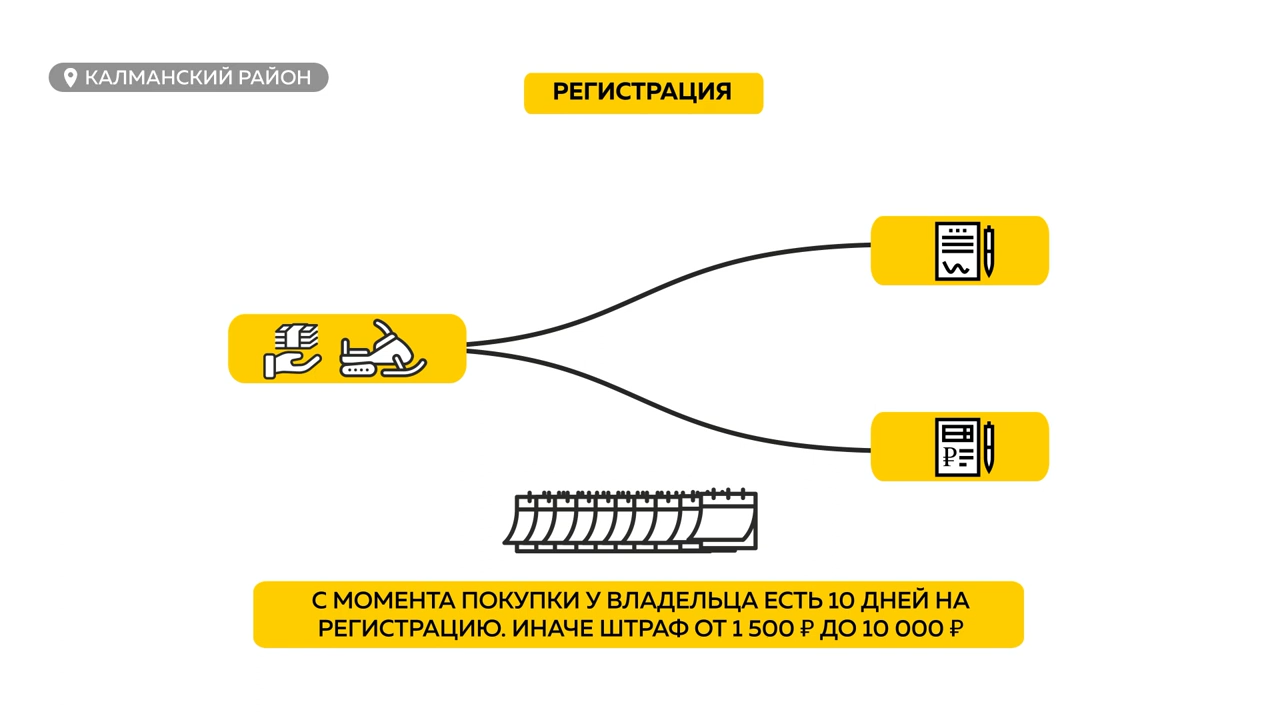 КАЛМАНСКИЙ РАЙОН
РЕГИСТРАЦИЯ
₽
С МОМЕНТА ПОКУПКИ У ВЛАДЕЛЬЦА ЕСТЬ 10 ДНЕЙ НА
РЕГИСТРАЦИЮ. ИНАЧЕ ШТРАФ ОТ 1 500 ₽ ДО 10 000 ₽